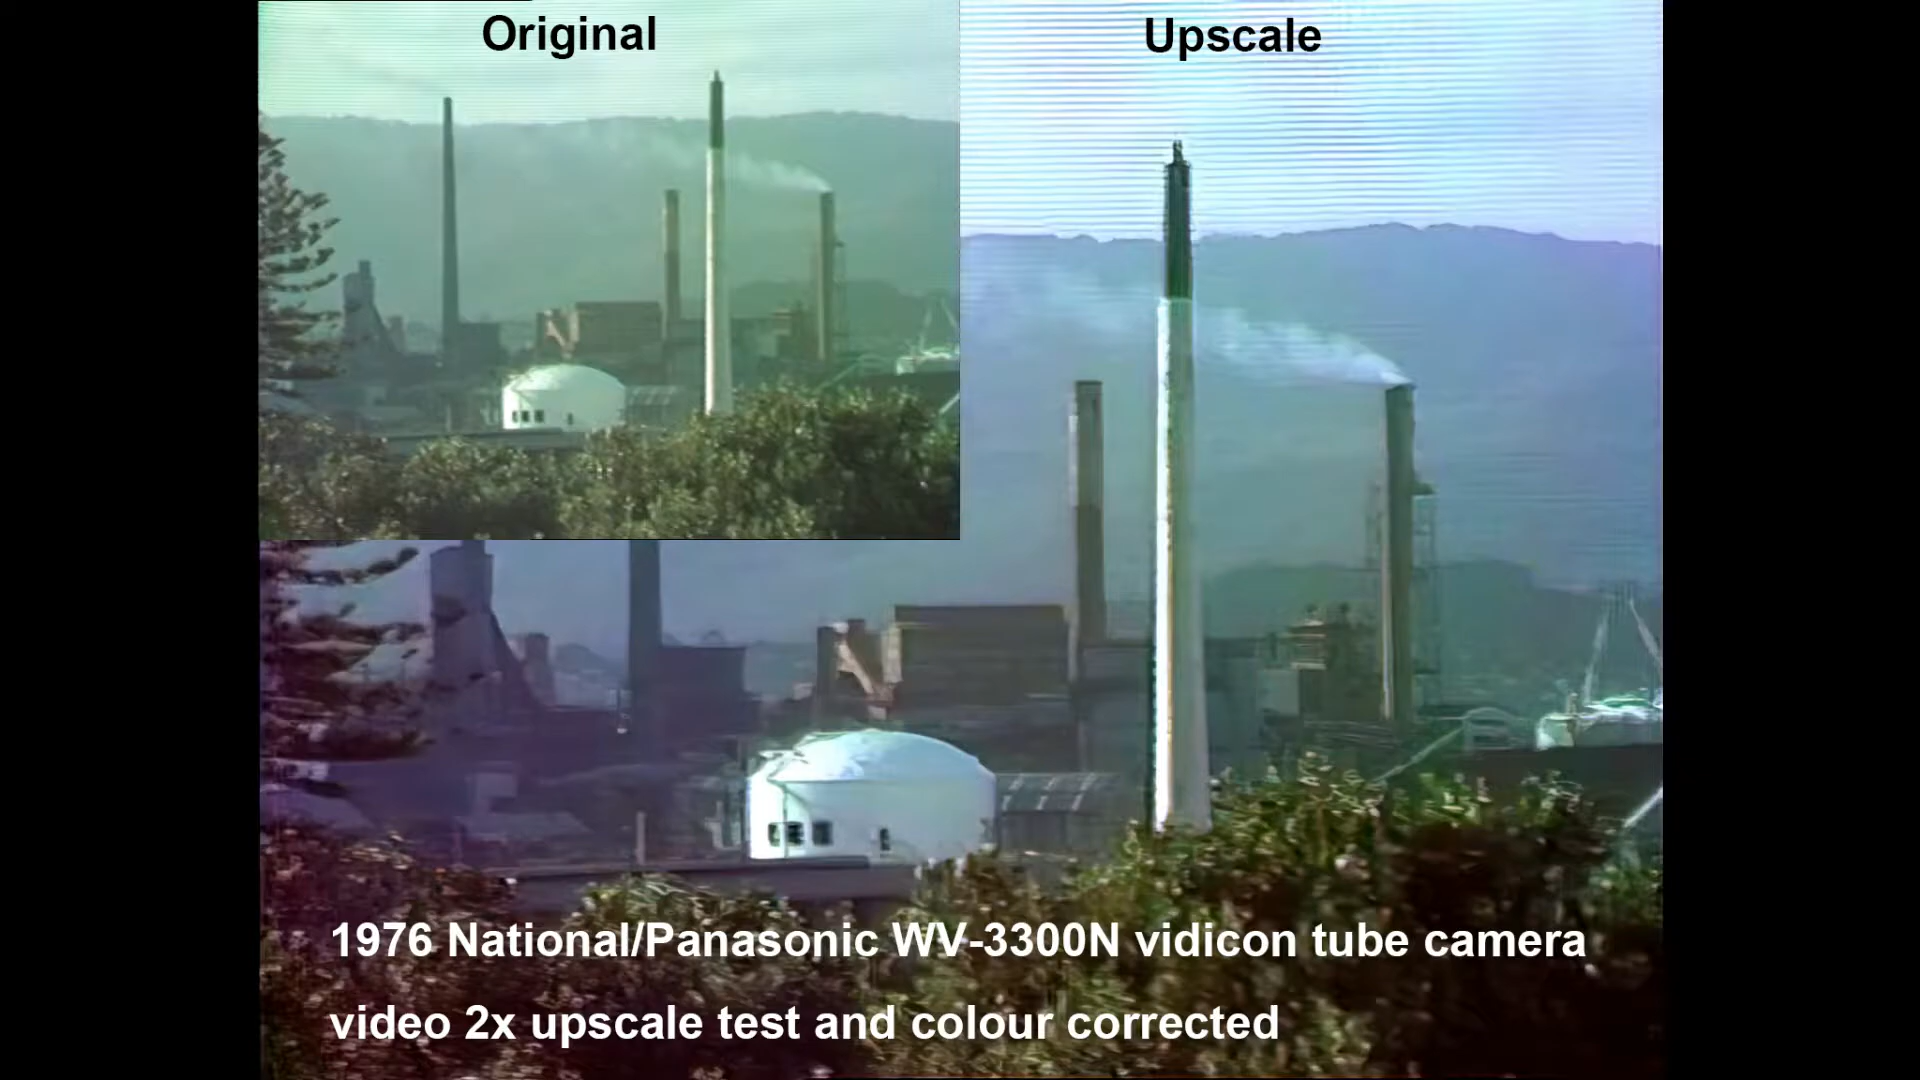 Original
Upscale
1976 National/Panasonic WV-3300N vidicon tube camera
video 2x upscale test and colour corrected